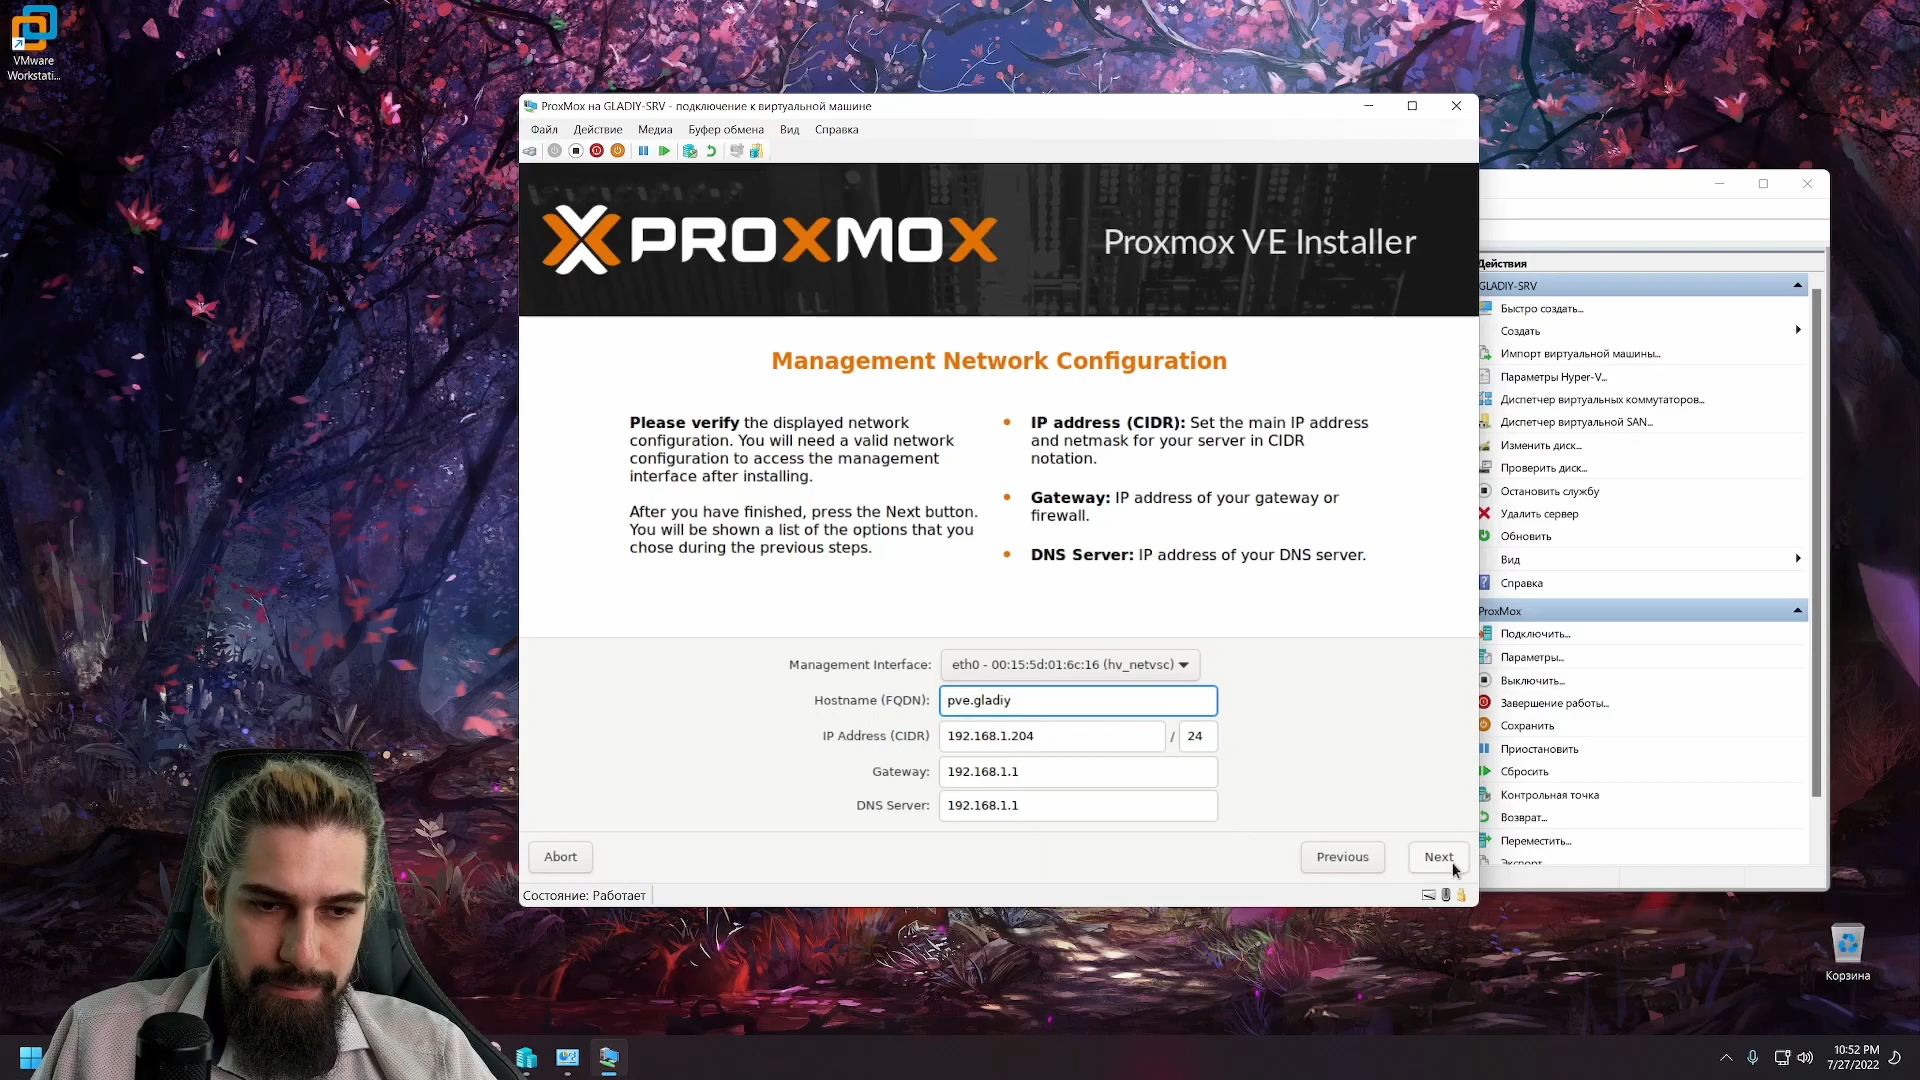 VMware
Workstati...
ProxMox на GLADIY-SRV - подключение к виртуальной машине
Файл Действие Медиа Буфер обмена Вид Справка
PROXMOX
Proxmox VE Installer
Management Network Configuration
Please verify the displayed network
configuration. You will need a valid network
configuration to access the management
interface after installing.
After you have finished, press the Next button.
You will be shown a list of the options that you
chose during the previous steps.
IP address (CIDR): Set the main IP address
and netmask for your server in CIDR
notation.
Gateway: IP address of your gateway or
firewall.
DNS Server: IP address of your DNS server.
Management Interface: eth0 - 00:15:5d:01:6c:16 (hv_netvsc)
Hostname (FQDN): pve.gladiy
IP Address (CIDR) 192.168.1.204 / 24
Gateway: 192.168.1.1
DNS Server: 192.168.1.1
Abort Previous Next
Состояние: Работает
Действия
GLADIY-SRV
Быстро создать...
Создать
Импорт виртуальной машины...
Параметры Hyper-V...
Диспетчер виртуальных коммутаторов...
Диспетчер виртуальной SAN...
Изменить диск...
Проверить диск...
Остановить службу
Удалить сервер
Обновить
Вид
Справка
ProxMox
Подключить...
Параметры...
Выключить...
Завершение работы...
Сохранить
Приостановить
Сбросить
Контрольная точка
Возврат...
Переместить...
Экспорт...
Корзина
10:52 PM
7/27/2022